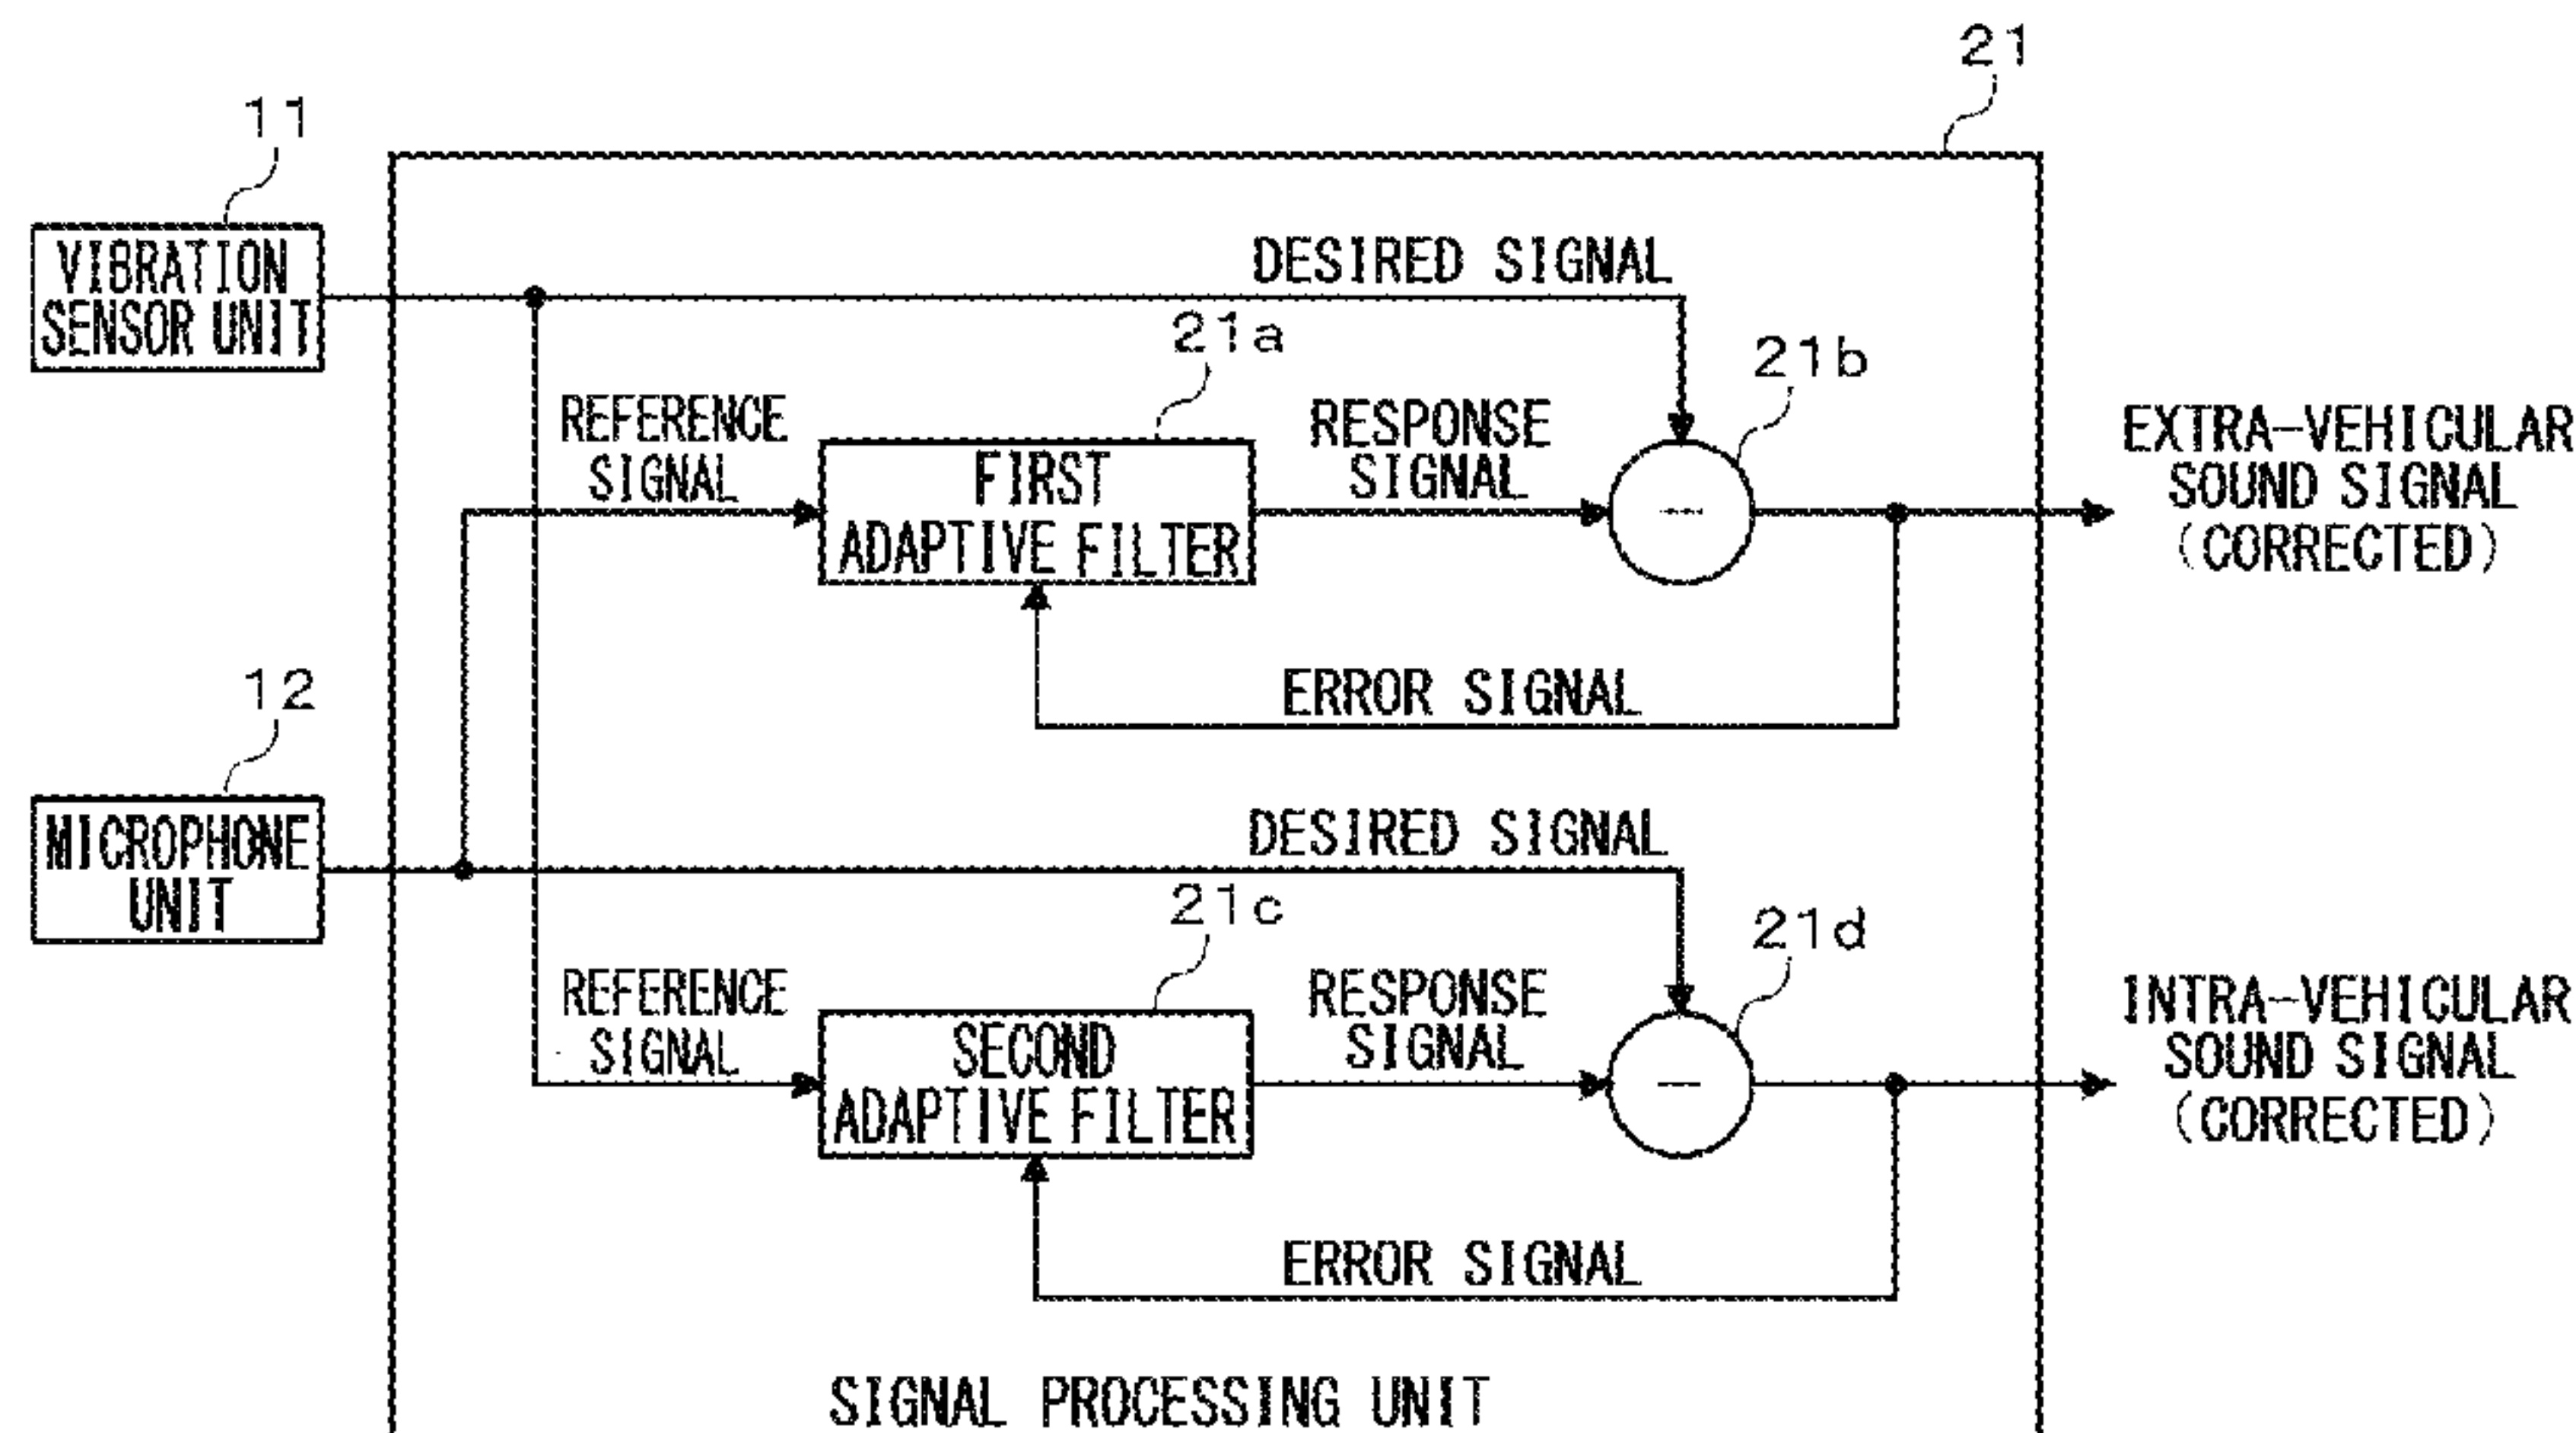 21
11
VIBRATION
SENSOR UNIT
DESIRED SIGNAL
21a
21b
REFERENCE
SIGNAL
FIRST
ADAPTIVE FILTER
RESPONSE
SIGNAL
-
EXTRA-VEHICULAR
SOUND SIGNAL
(CORRECTED)
ERROR SIGNAL
12
MICROPHONE
UNIT
DESIRED SIGNAL
21c
21d
REFERENCE
SIGNAL
SECOND
ADAPTIVE FILTER
RESPONSE
SIGNAL
-
INTRA-VEHICULAR
SOUND SIGNAL
(CORRECTED)
ERROR SIGNAL
SIGNAL PROCESSING UNIT